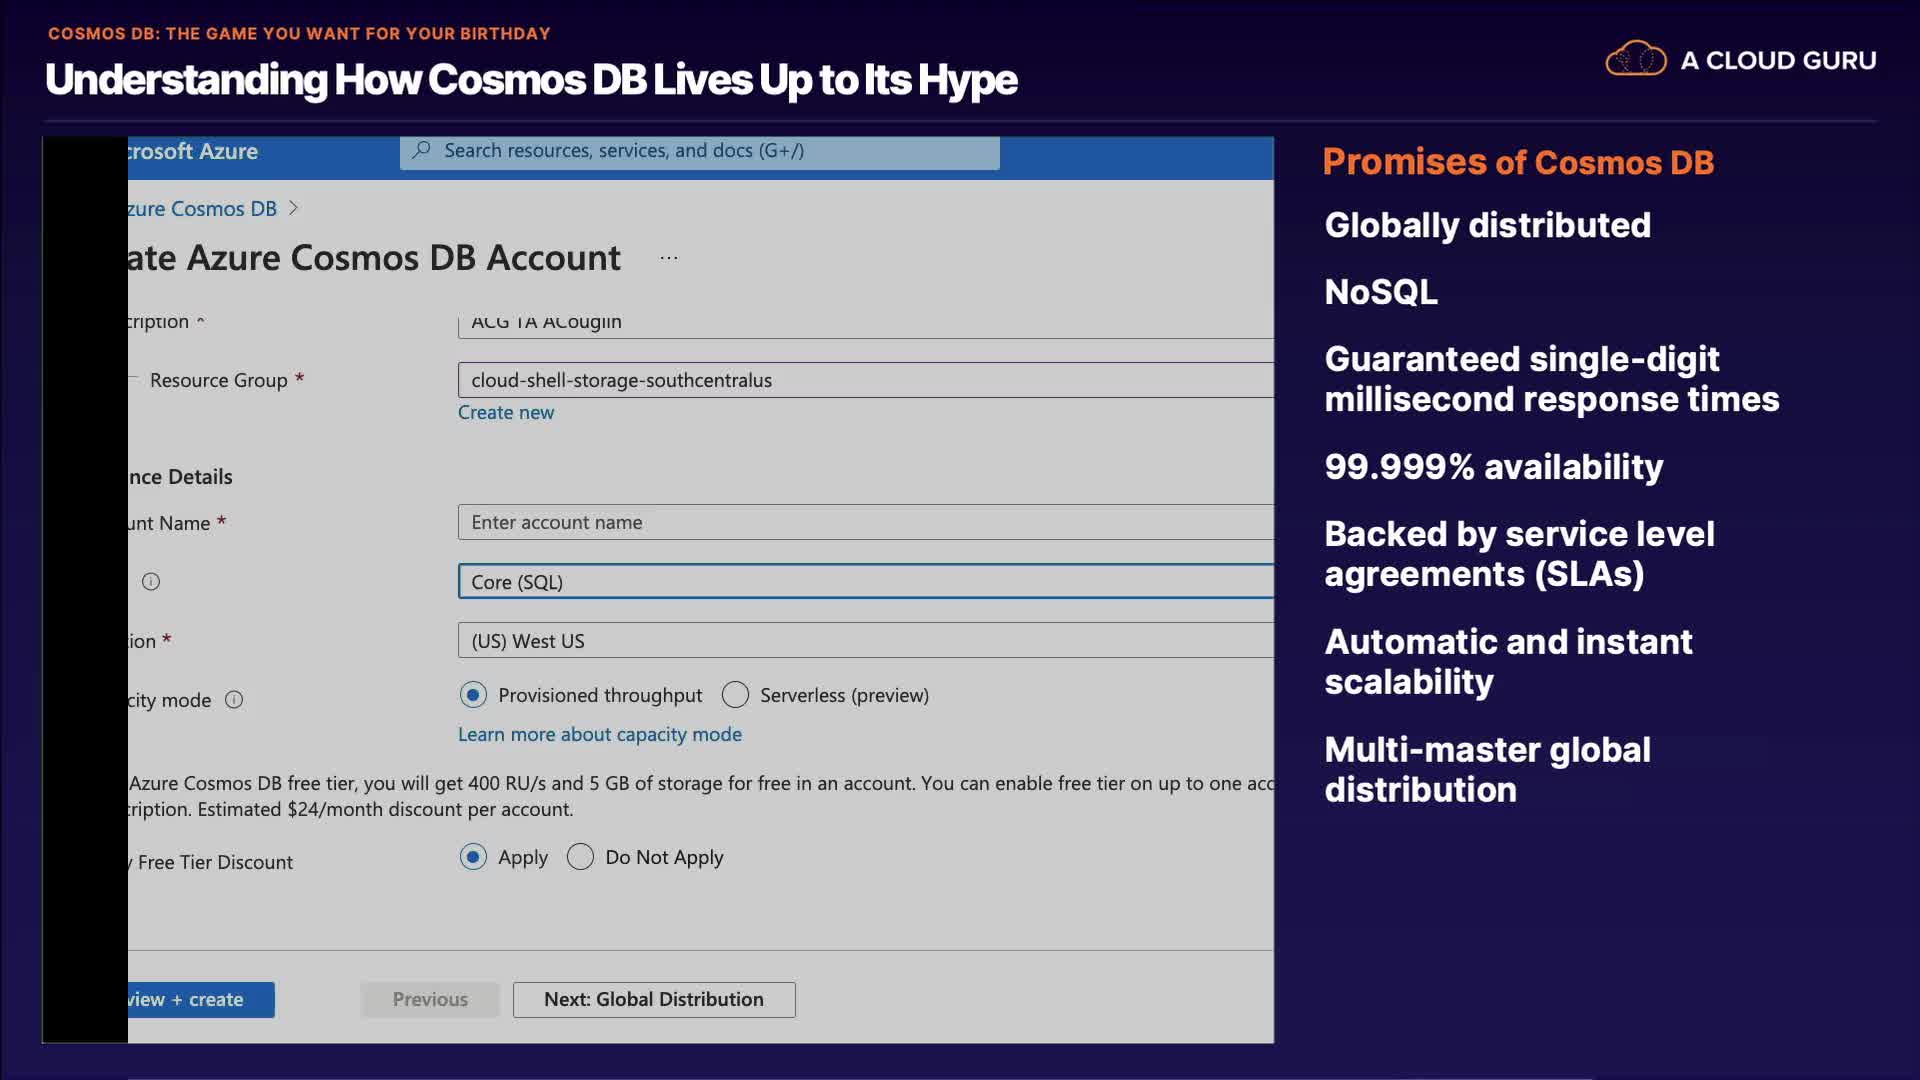 COSMOS DB: THE GAME YOU WANT FOR YOUR BIRTHDAY
Understanding How Cosmos DB Lives Up to Its Hype
A CLOUD GURU
crosoft Azure
Search resources, services, and docs (G+/)
zure Cosmos DB >
ate Azure Cosmos DB Account ...
cription *
ACG TA ACouglin
Resource Group *
cloud-shell-storage-southcentralus
Create new
nce Details
unt Name *
Enter account name
Core (SQL)
ion *
(US) West US
city mode
Provisioned throughput
Serverless (preview)
Learn more about capacity mode
Azure Cosmos DB free tier, you will get 400 RU/s and 5 GB of storage for free in an account. You can enable free tier on up to one acc
ription. Estimated $24/month discount per account.
y Free Tier Discount
Apply
Do Not Apply
view + create
Previous
Next: Global Distribution
Promises of Cosmos DB
Globally distributed
NoSQL
Guaranteed single-digit
millisecond response times
99.999% availability
Backed by service level
agreements (SLAs)
Automatic and instant
scalability
Multi-master global
distribution